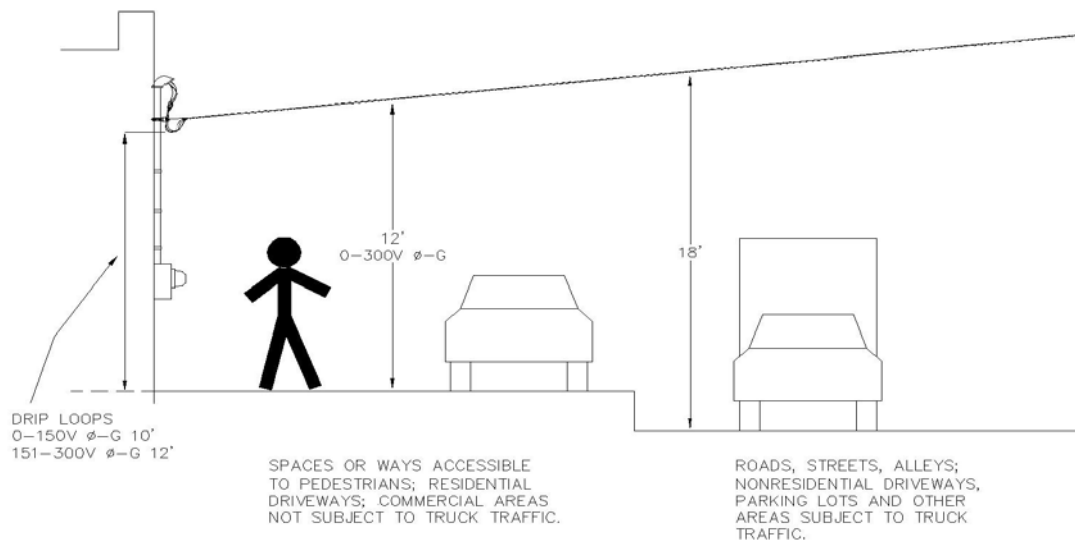 12'
0-300V ø-G
18'
DRIP LOOPS
0-150V ø-G 10'
151-300V ø-G 12'
SPACES OR WAYS ACCESSIBLE
TO PEDESTRIANS; RESIDENTIAL
DRIVEWAYS; COMMERCIAL AREAS
NOT SUBJECT TO TRUCK TRAFFIC.
ROADS, STREETS, ALLEYS;
NONRESIDENTIAL DRIVEWAYS,
PARKING LOTS AND OTHER
AREAS SUBJECT TO TRUCK
TRAFFIC.